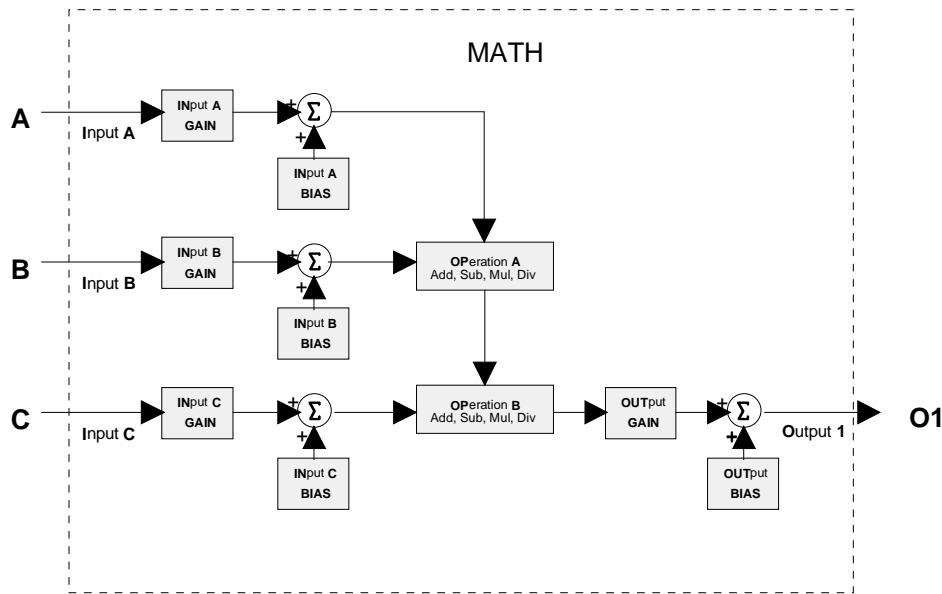 MATH
A
Input A
INput A
GAIN
+
Σ
+
INput A
BIAS
B
Input B
INput B
GAIN
+
Σ
+
INput B
BIAS
OPeration A
Add, Sub, Mul, Div
C
Input C
INput C
GAIN
+
Σ
+
INput C
BIAS
OPeration B
Add, Sub, Mul, Div
OUTput
GAIN
+
Σ
+
OUTput
BIAS
Output 1
O1